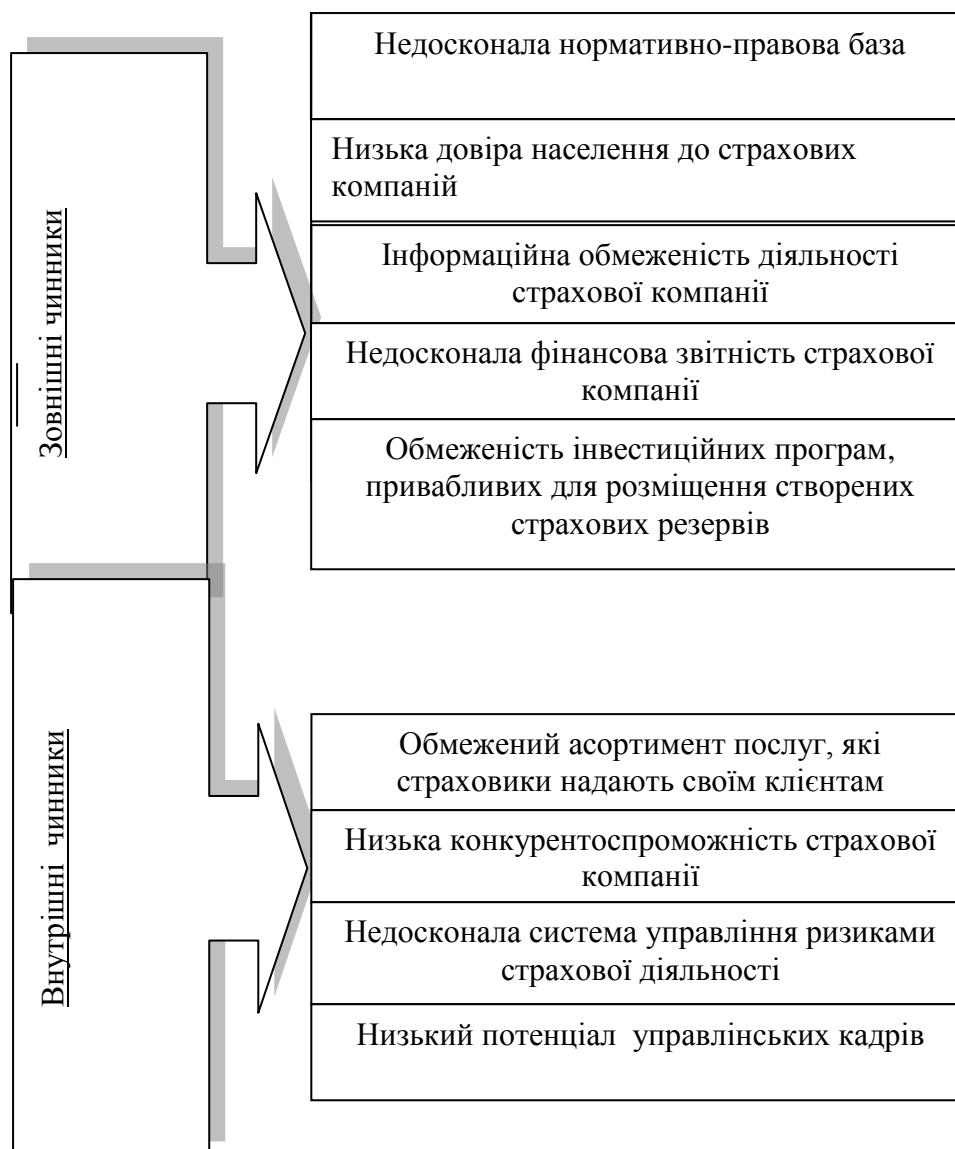 Зовнішні чинники
Недосконала нормативно-правова база
Низька довіра населення до страхових
компаній
Інформаційна обмеженість діяльності
страхової компанії
Недосконала фінансова звітність страхової
компанії
Обмеженість інвестиційних програм,
привабливих для розміщення створених
страхових резервів
Внутрішні чинники
Обмежений асортимент послуг, які
страховики надають своїм клієнтам
Низька конкурентоспроможність страхової
компанії
Недосконала система управління ризиками
страхової діяльності
Низький потенціал управлінських кадрів